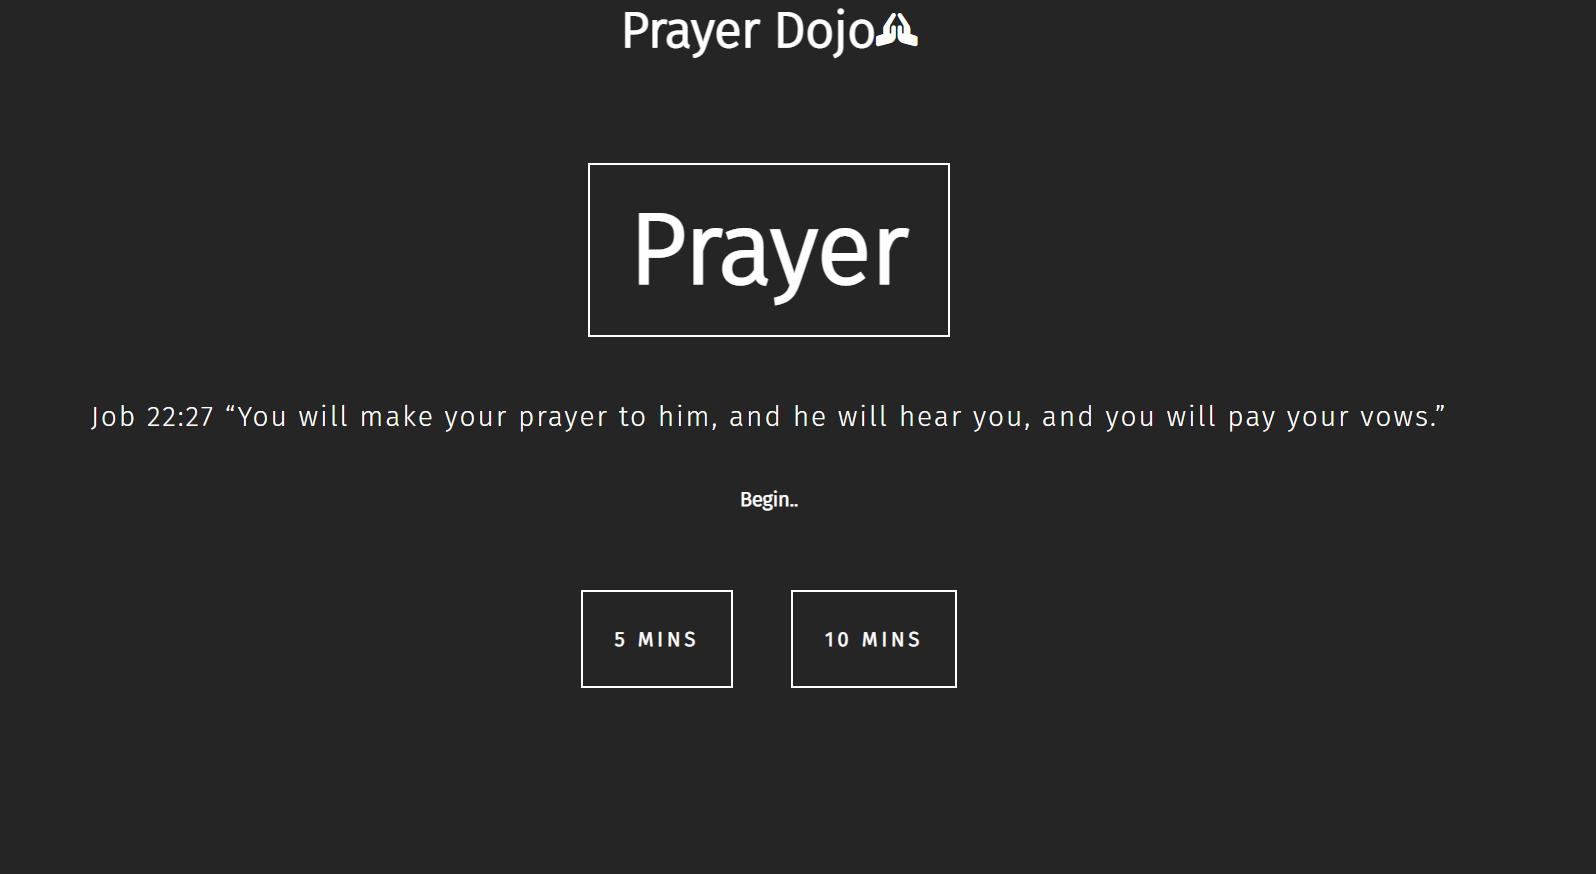 Prayer Dojo
Prayer
Job 22:27 “You will make your prayer to him, and he will hear you, and you will pay your vows.”
Begin..
5 MINS
10 MINS